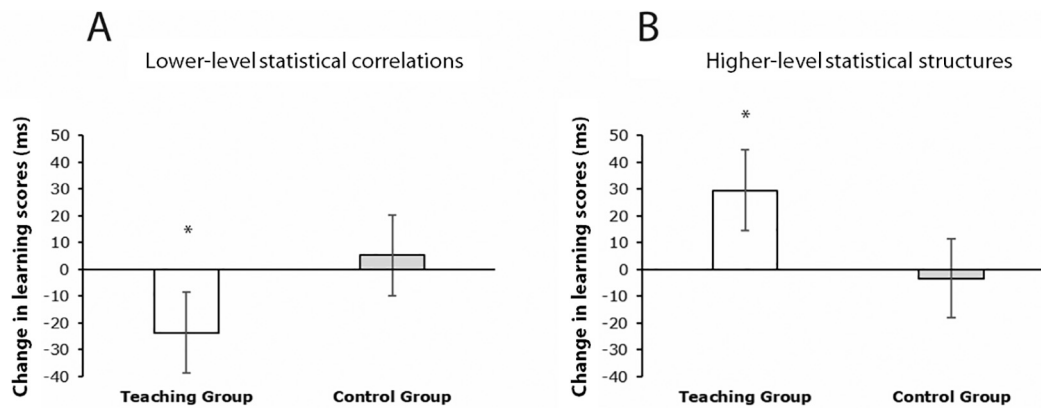 A
Lower-level statistical correlations
Change in learning scores (ms)
50
40
30
20
10
0
-10
-20
-30
-40
*
Teaching Group
Control Group
B
Higher-level statistical structures
Change in learning scores (ms)
50
40
30
20
10
0
-10
-20
-30
-40
*
Teaching Group
Control Group